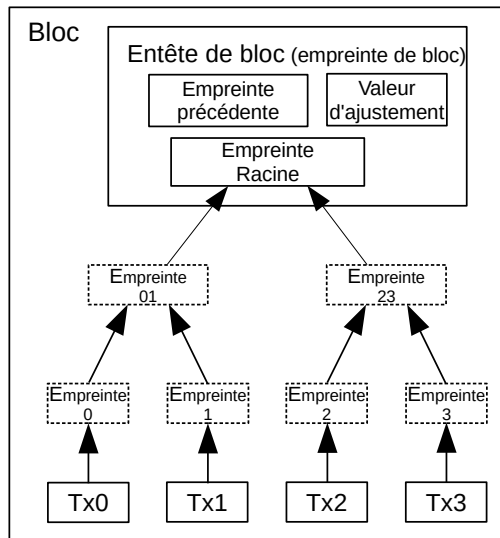 Bloc
Entête de bloc (empreinte de bloc)
Empreinte
précédente
Valeur
d'ajustement
Empreinte
Racine
Empreinte
01
Empreinte
23
Empreinte
0
Empreinte
1
Empreinte
2
Empreinte
3
Tx0
Tx1
Tx2
Tx3